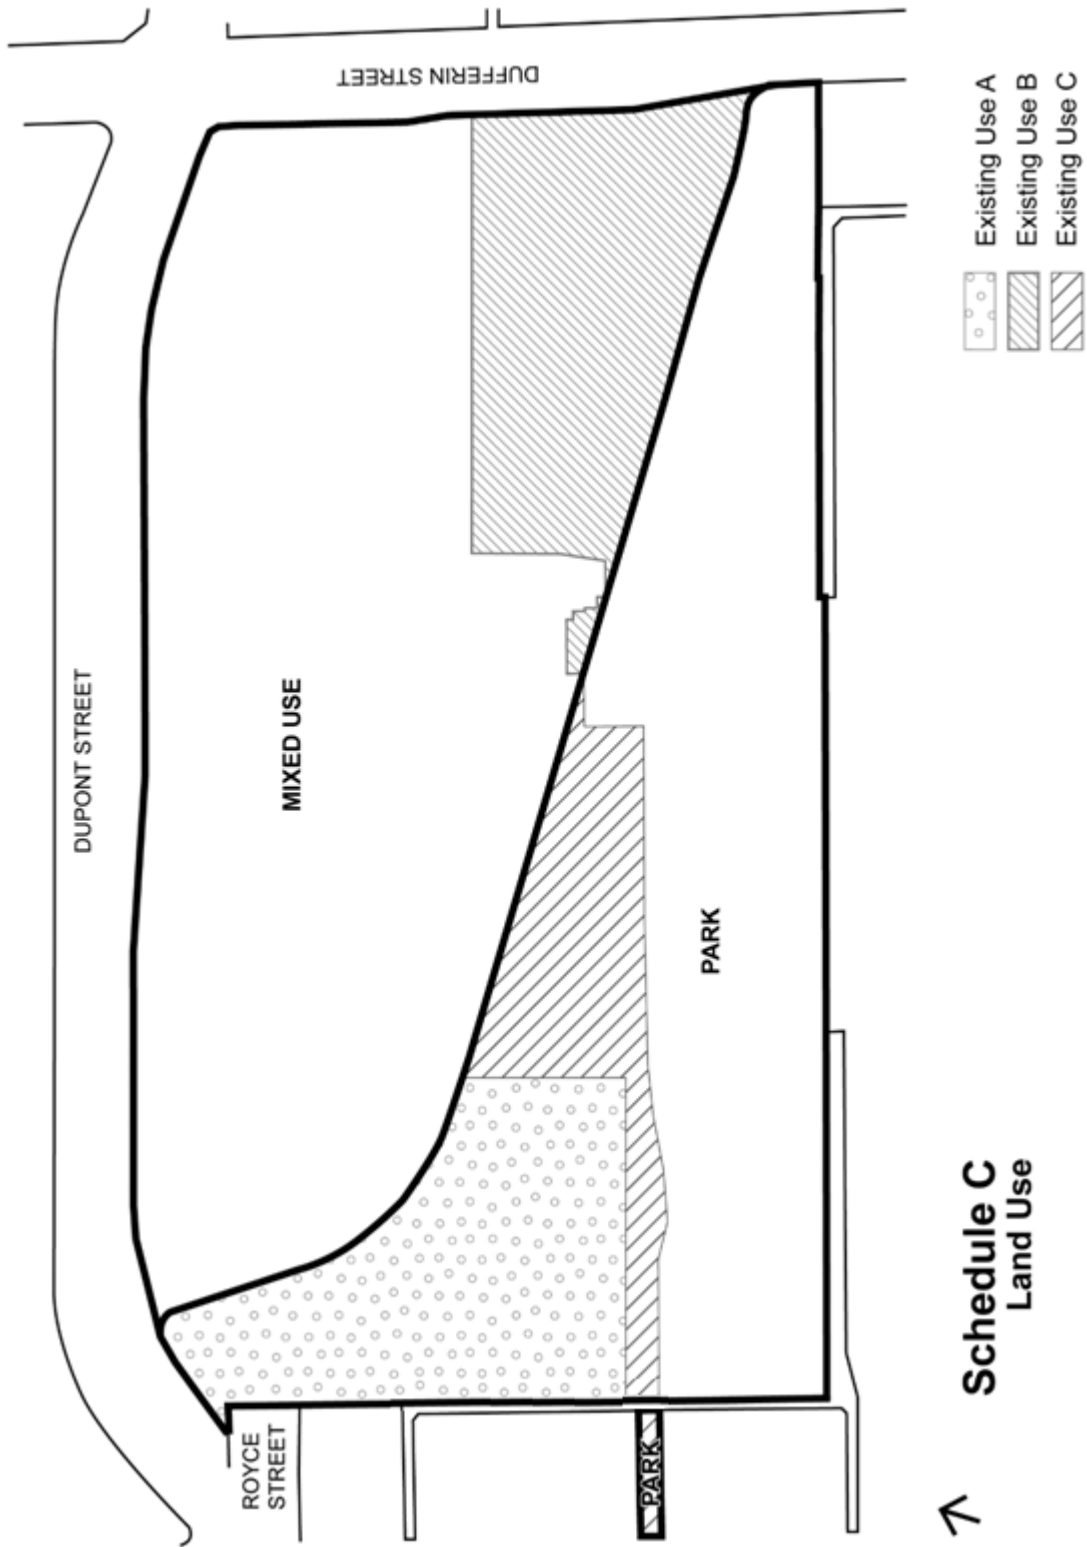 DUPONT STREET
DUFFERIN STREET
MIXED USE
PARK
ROYCE
STREET
PARK
Schedule C
Land Use
Existing Use A
Existing Use B
Existing Use C